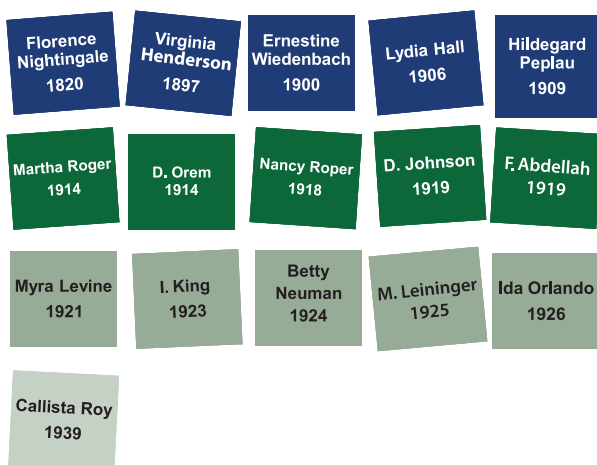 Florence
Nightingale
1820
Virginia
Henderson
1897
Ernestine
Wiedenbach
1900
Lydia Hall
1906
Hildegard
Peplau
1909
Martha Roger
1914
D. Orem
1914
Nancy Roper
1918
D. Johnson
1919
F. Abdellah
1919
Myra Levine
1921
I. King
1923
Betty
Neuman
1924
M. Leininger
1925
Ida Orlando
1926
Callista Roy
1939